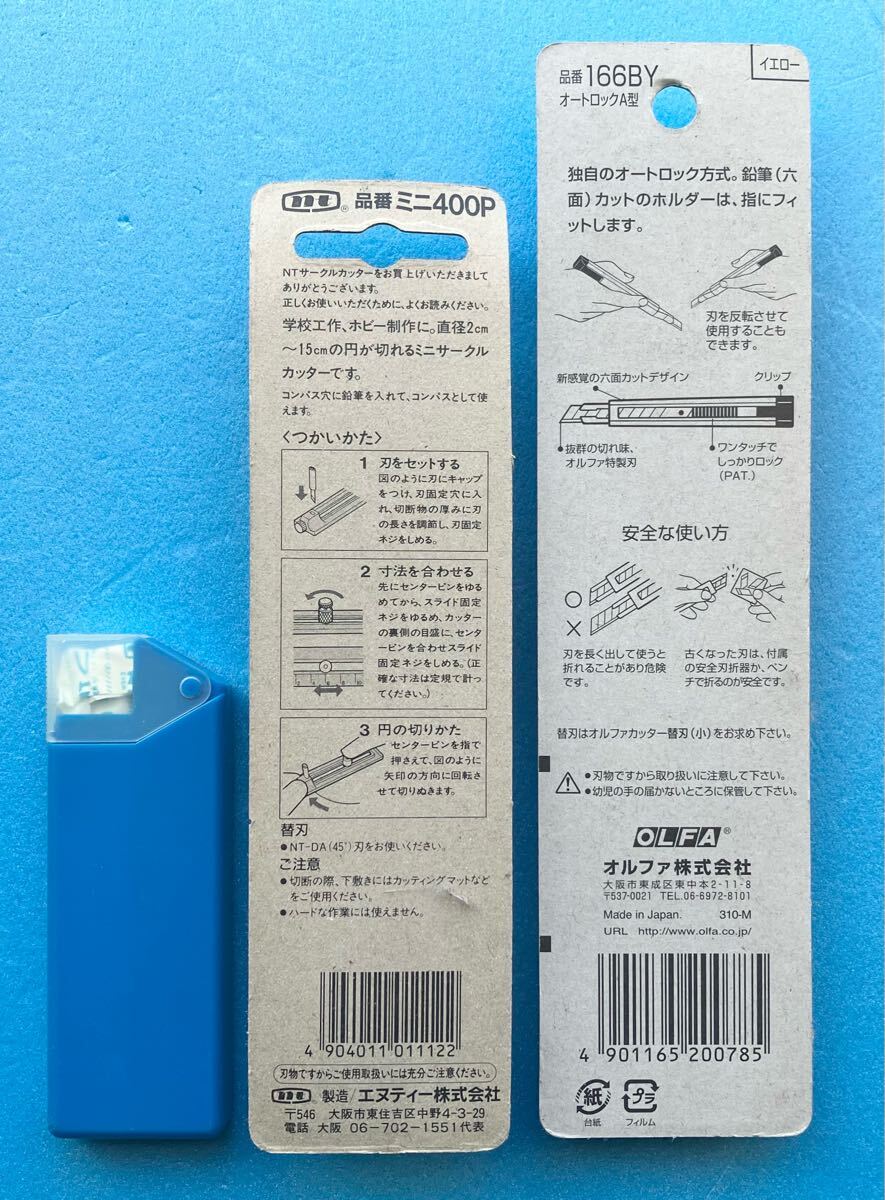 nt® 品番 ミニ400P
NTサークルカッターをお買上げいただきまして
ありがとうございます。
正しくお使いいただくために、よくお読みください。
学校工作、ホビー制作に。直径2cm
〜15cmの円が切れるミニサークル
カッターです。
コンパス穴に鉛筆を入れて、コンパスとして使
えます。
〈つかいかた〉
1 刃をセットする
図のように刃にキャップ
をつけ、刃固定穴に入
れ、切断物の厚みに刃
の長さを調節し、刃固定
ネジをしめる。
2 寸法を合わせる
先にセンターピンをゆる
めてから、スライド固定
ネジをゆるめ、カッター
の裏側の目盛に、センタ
ーピンを合わせスライド
固定ネジをしめる。(正
確な寸法は定規で計っ
てください。)
3 円の切りかた
センターピンを指で
押さえて、図のように
矢印の方向に回転さ
せて切りぬきます。
替刃
●NT-DA(45°)刃をお使いください。
ご注意
●切断の際、下敷きにはカッティングマットなど
をご使用ください。
●ハードな作業には使えません。
4 904011 011122
刃物ですからご使用取扱いには充分ご注意ください。
nt 製造/エヌティー株式会社
〒546 大阪市東住吉区中野4-3-29
電話 大阪 06-702-1551代表
イエロー
品番166BY
オートロックA型
独自のオートロック方式。鉛筆(六
面)カットのホルダーは、指にフィ
ットします。
刃を反転させて
使用することも
できます。
新感覚の六面カットデザイン
クリップ
●抜群の切れ味、
オルファ特製刃
●ワンタッチで
しっかりロック
(PAT.)
安全な使い方
○
×
刃を長く出して使うと
折れることがあり危険
です。
古くなった刃は、付属
の安全刃折器か、ペン
チで折るのが安全です。
替刃はオルファカッター替刃(小)をお求め下さい。
●刃物ですから取り扱いに注意して下さい。
●幼児の手の届かないところに保管して下さい。
OLFA®
オルファ株式会社
大阪市東成区東中本2-11-8
〒537-0021 TEL.06-6972-8101
Made in Japan. 310-M
URL http://www.olfa.co.jp/
4 901165 200785
紙
台紙
プラ
フィルム